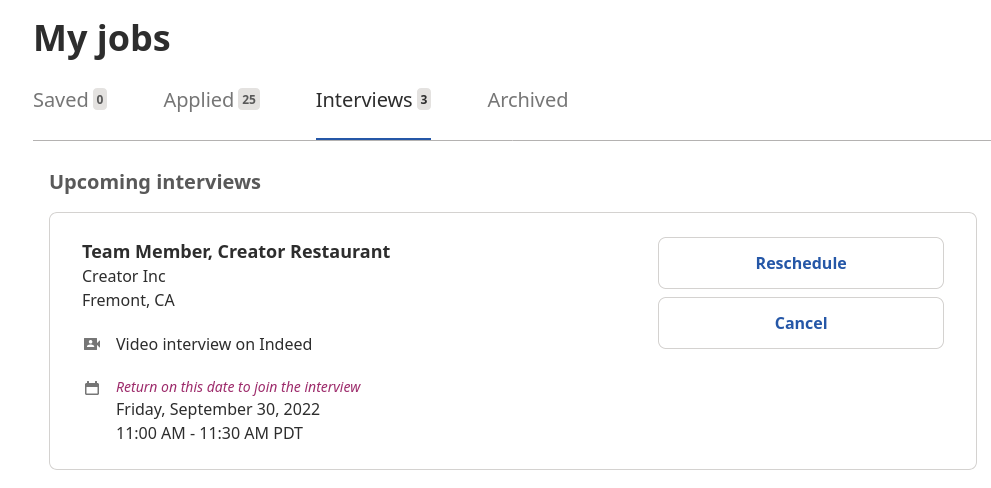 My jobs
Saved 0 Applied 25 Interviews 3 Archived
Upcoming interviews
Team Member, Creator Restaurant
Creator Inc
Fremont, CA
Video interview on Indeed
Return on this date to join the interview
Friday, September 30, 2022
11:00 AM - 11:30 AM PDT
Reschedule
Cancel